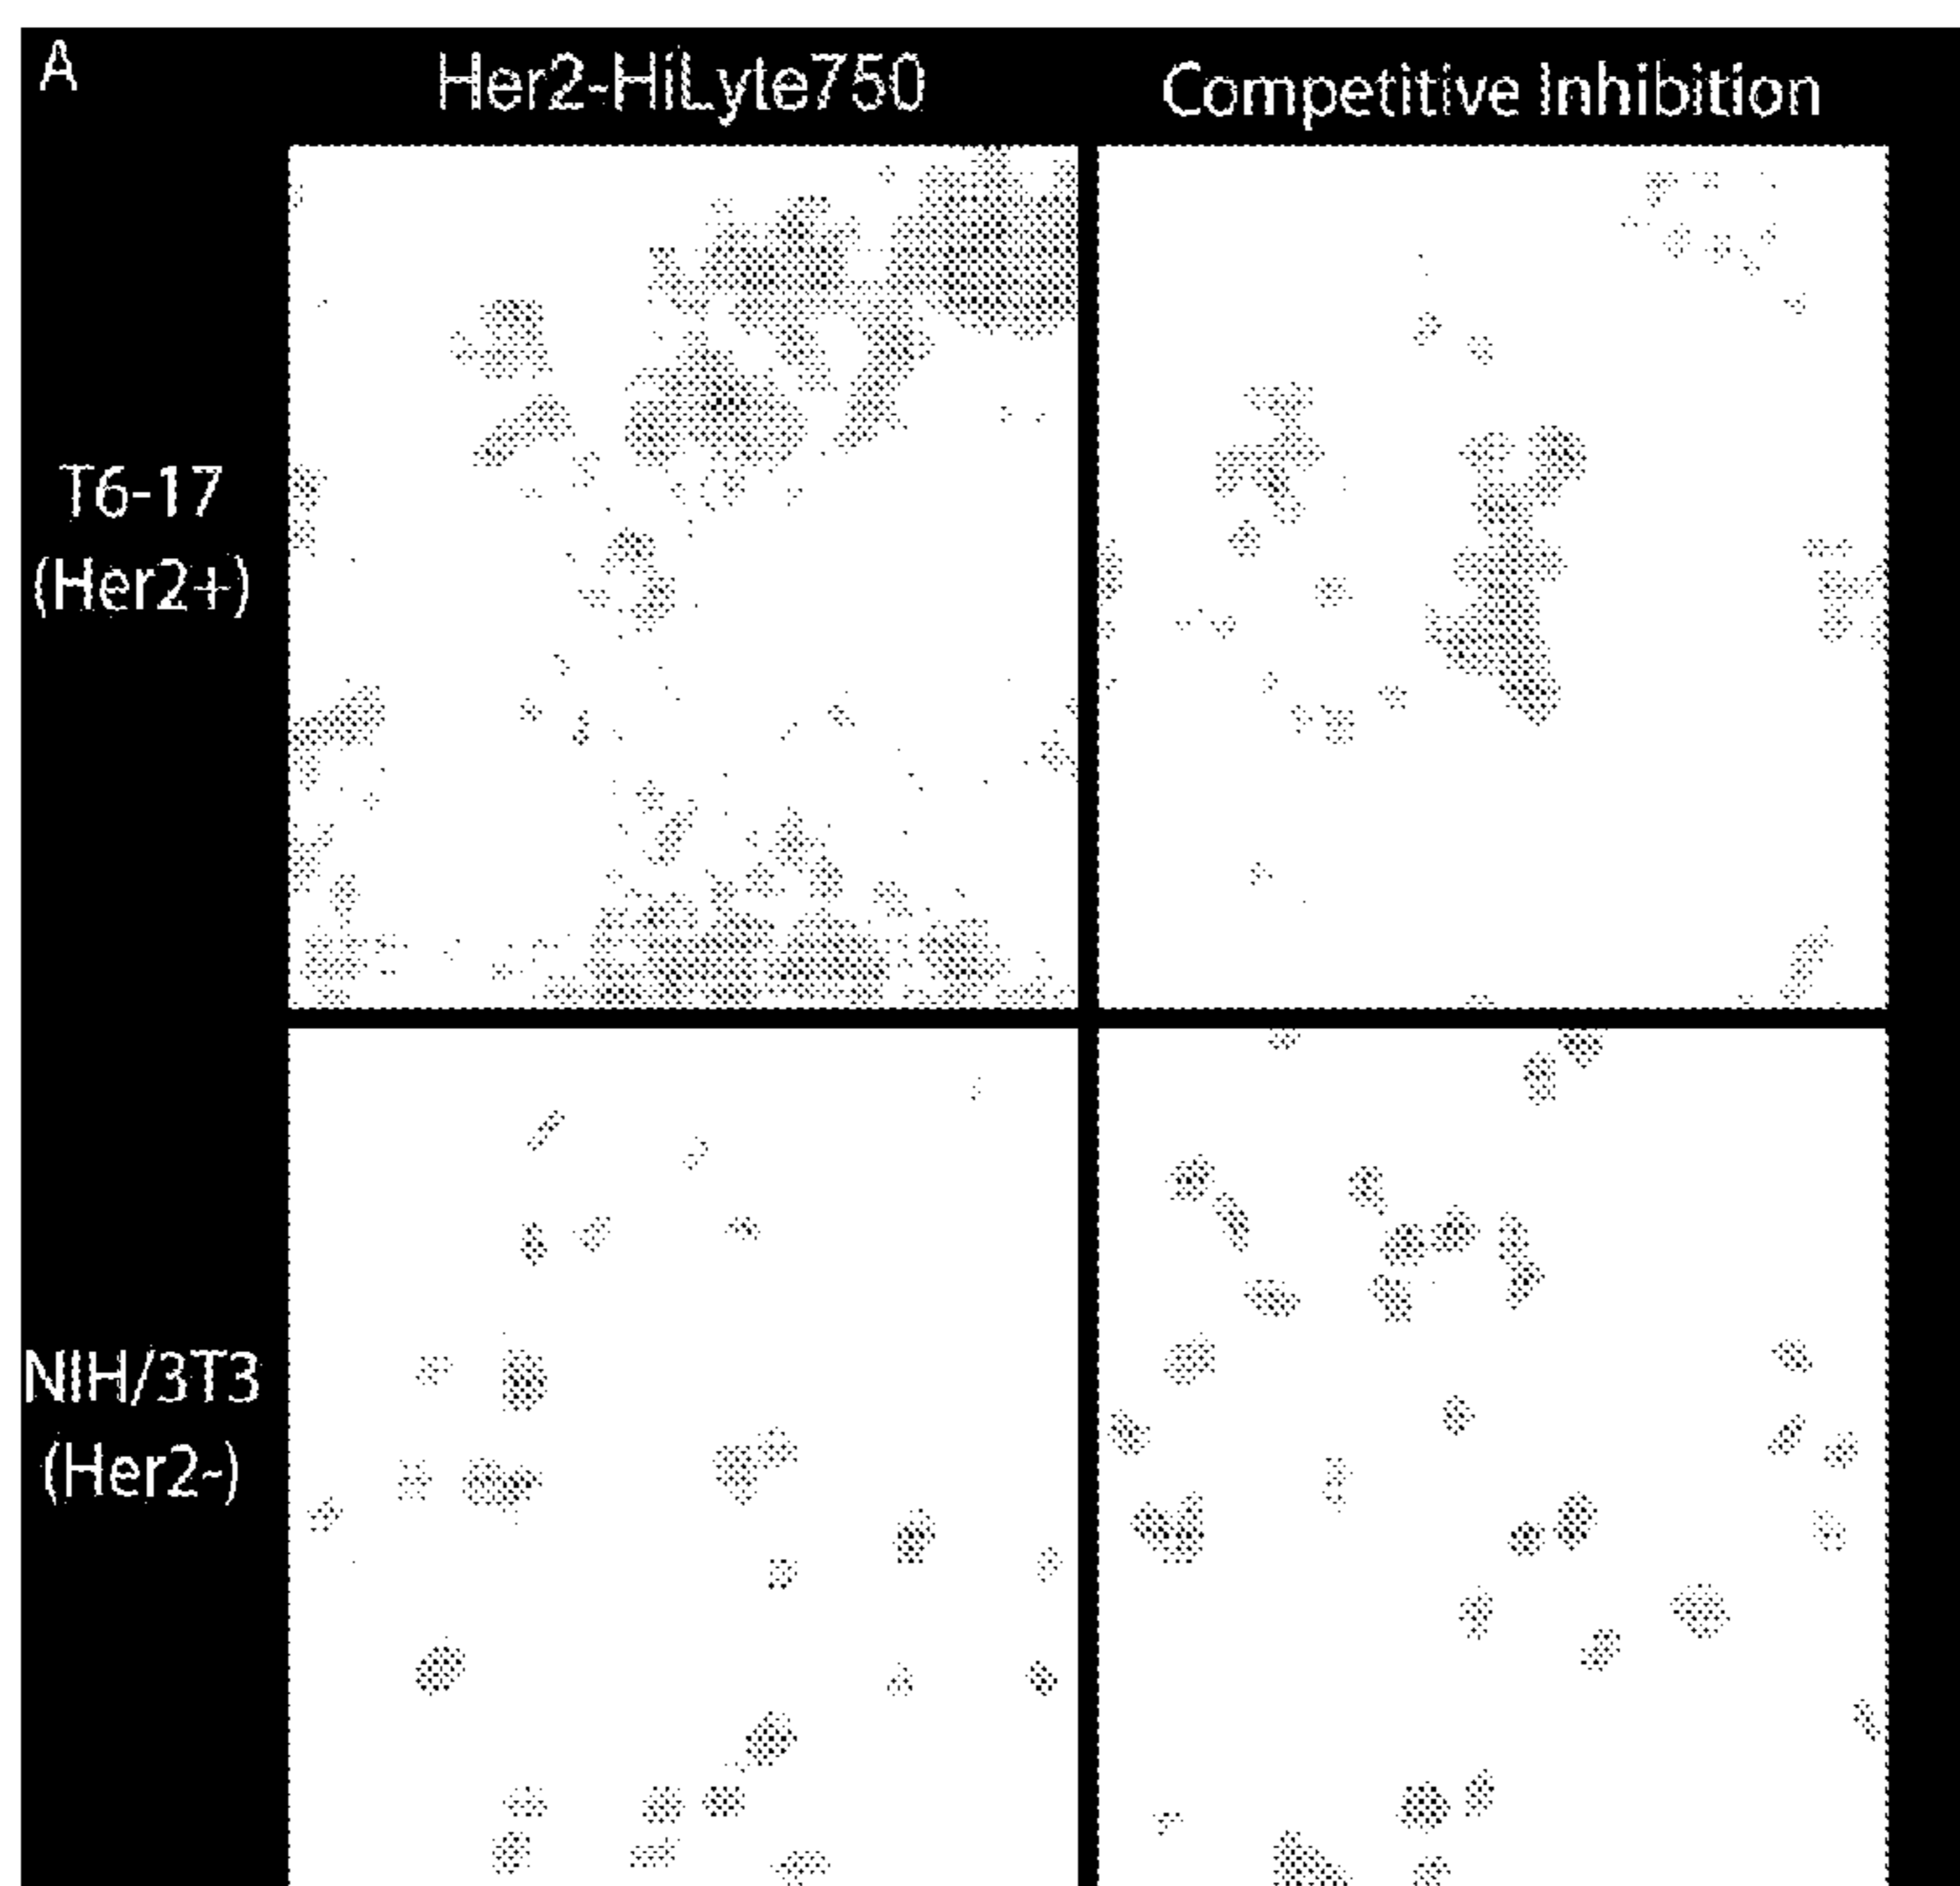 A
Her2-HiLyte750
Competitive Inhibition
T6-17
(Her2+)
NIH/3T3
(Her2-)